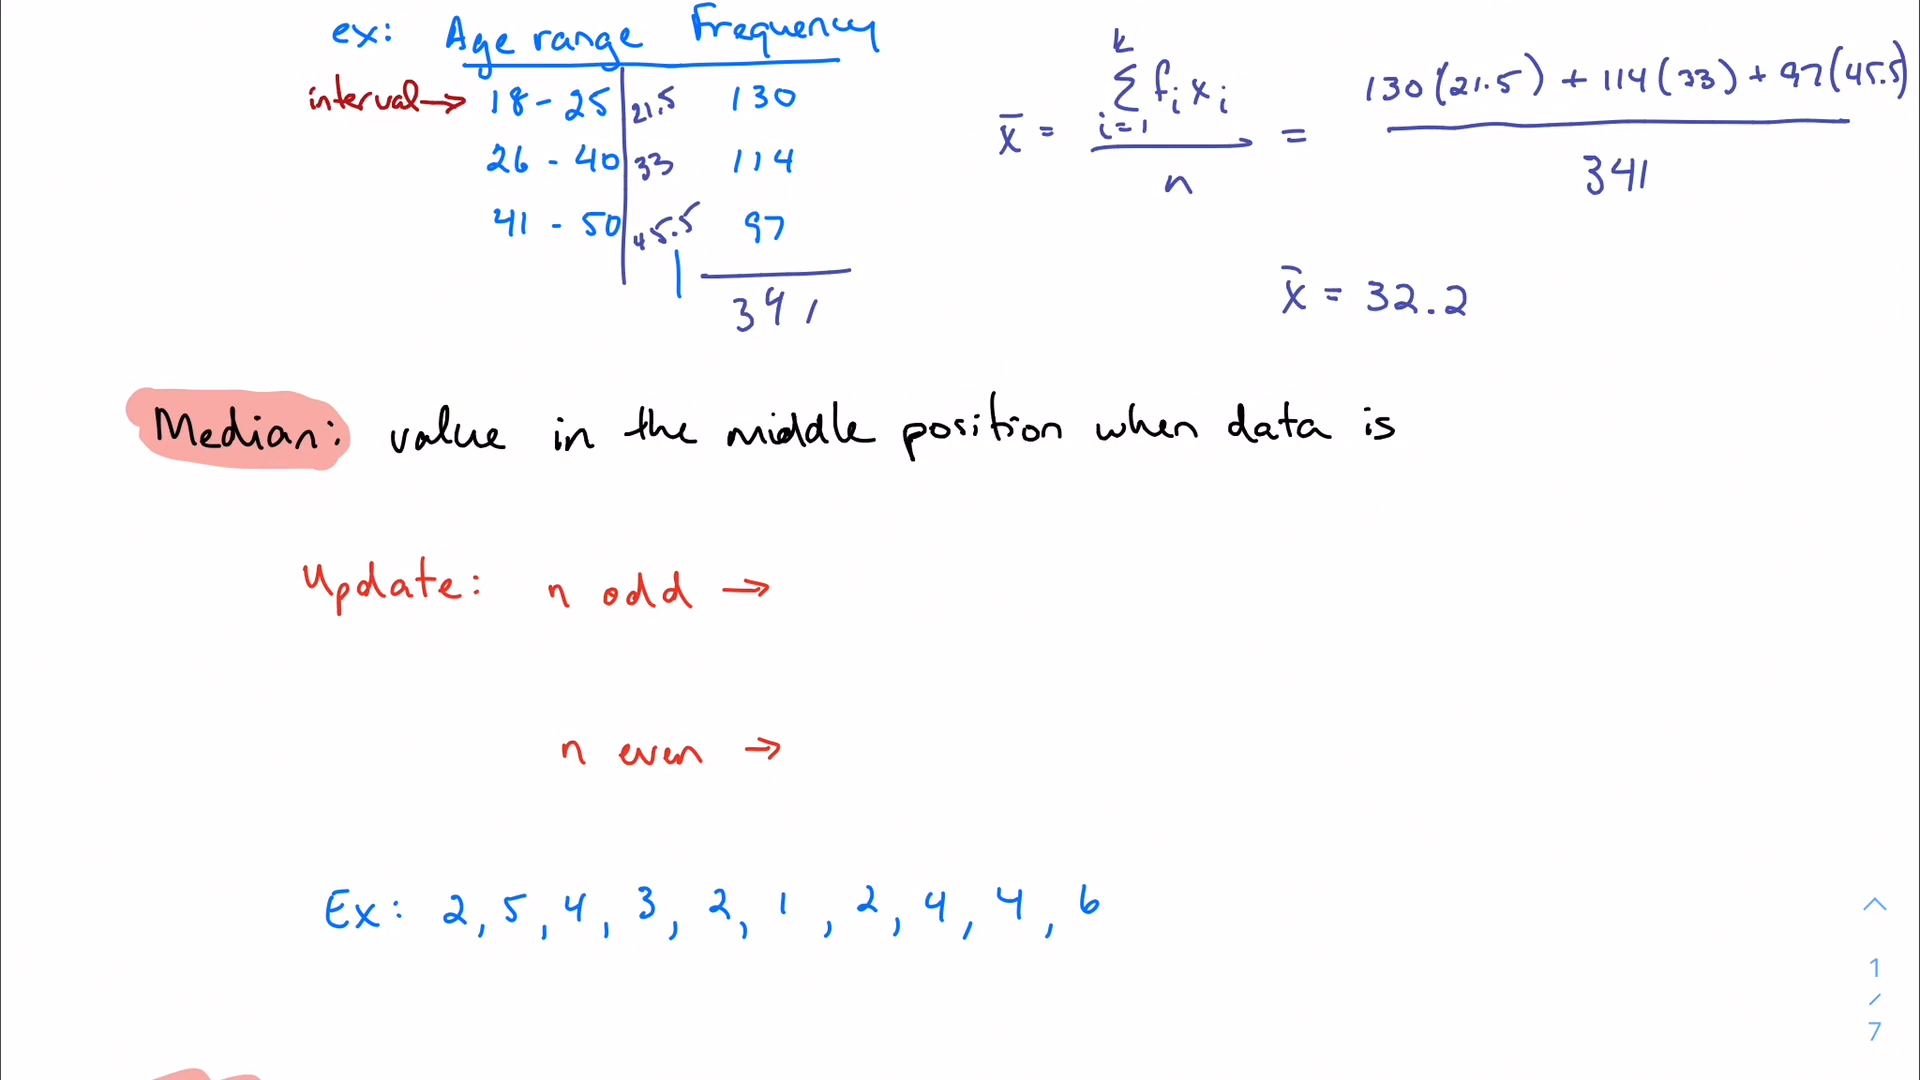 ex: Age range Frequency
interval → 18 - 25 21.5 130
26 - 40 33 114
41 - 50 45.5 97
341
x̄ = k Σ i=1 fᵢ xᵢ / n = 130(21.5) + 114(33) + 97(45.5) / 341
x̄ = 32.2
Median: value in the middle position when data is
Update: n odd →
n even →
Ex: 2, 5, 4, 3, 2, 1, 2, 4, 4, 6
1
/
7